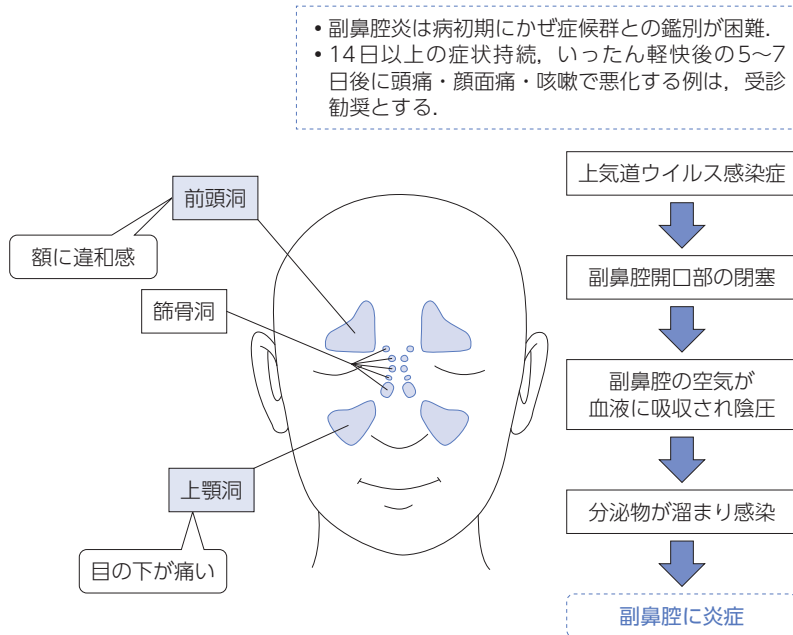 • 副鼻腔炎は病初期にかぜ症候群との鑑別が困難.
• 14日以上の症状持続，いったん軽快後の5〜7
日後に頭痛・顔面痛・咳嗽で悪化する例は，受診
勧奨とする.
前頭洞
額に違和感
篩骨洞
上顎洞
目の下が痛い
上気道ウイルス感染症
副鼻腔開口部の閉塞
副鼻腔の空気が
血液に吸収され陰圧
分泌物が溜まり感染
副鼻腔に炎症